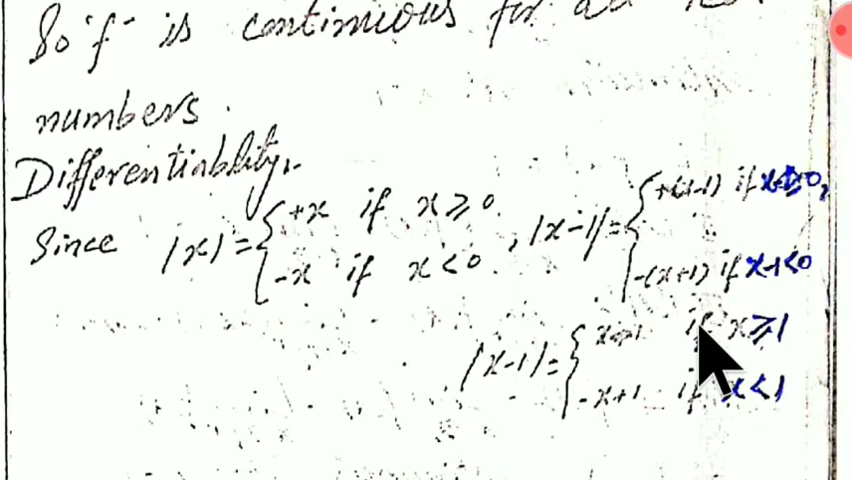 So "f" is continuous for all
numbers.
Differentiablity:-
Since |x| = { +x if x ≥ 0 , |x-1| = { +(x-1) if x-1≥0,
{ -x if x < 0 { -(x+1) if x-1<0
|x-1| = { x-1 if x≥1
{ -x+1 if x<1